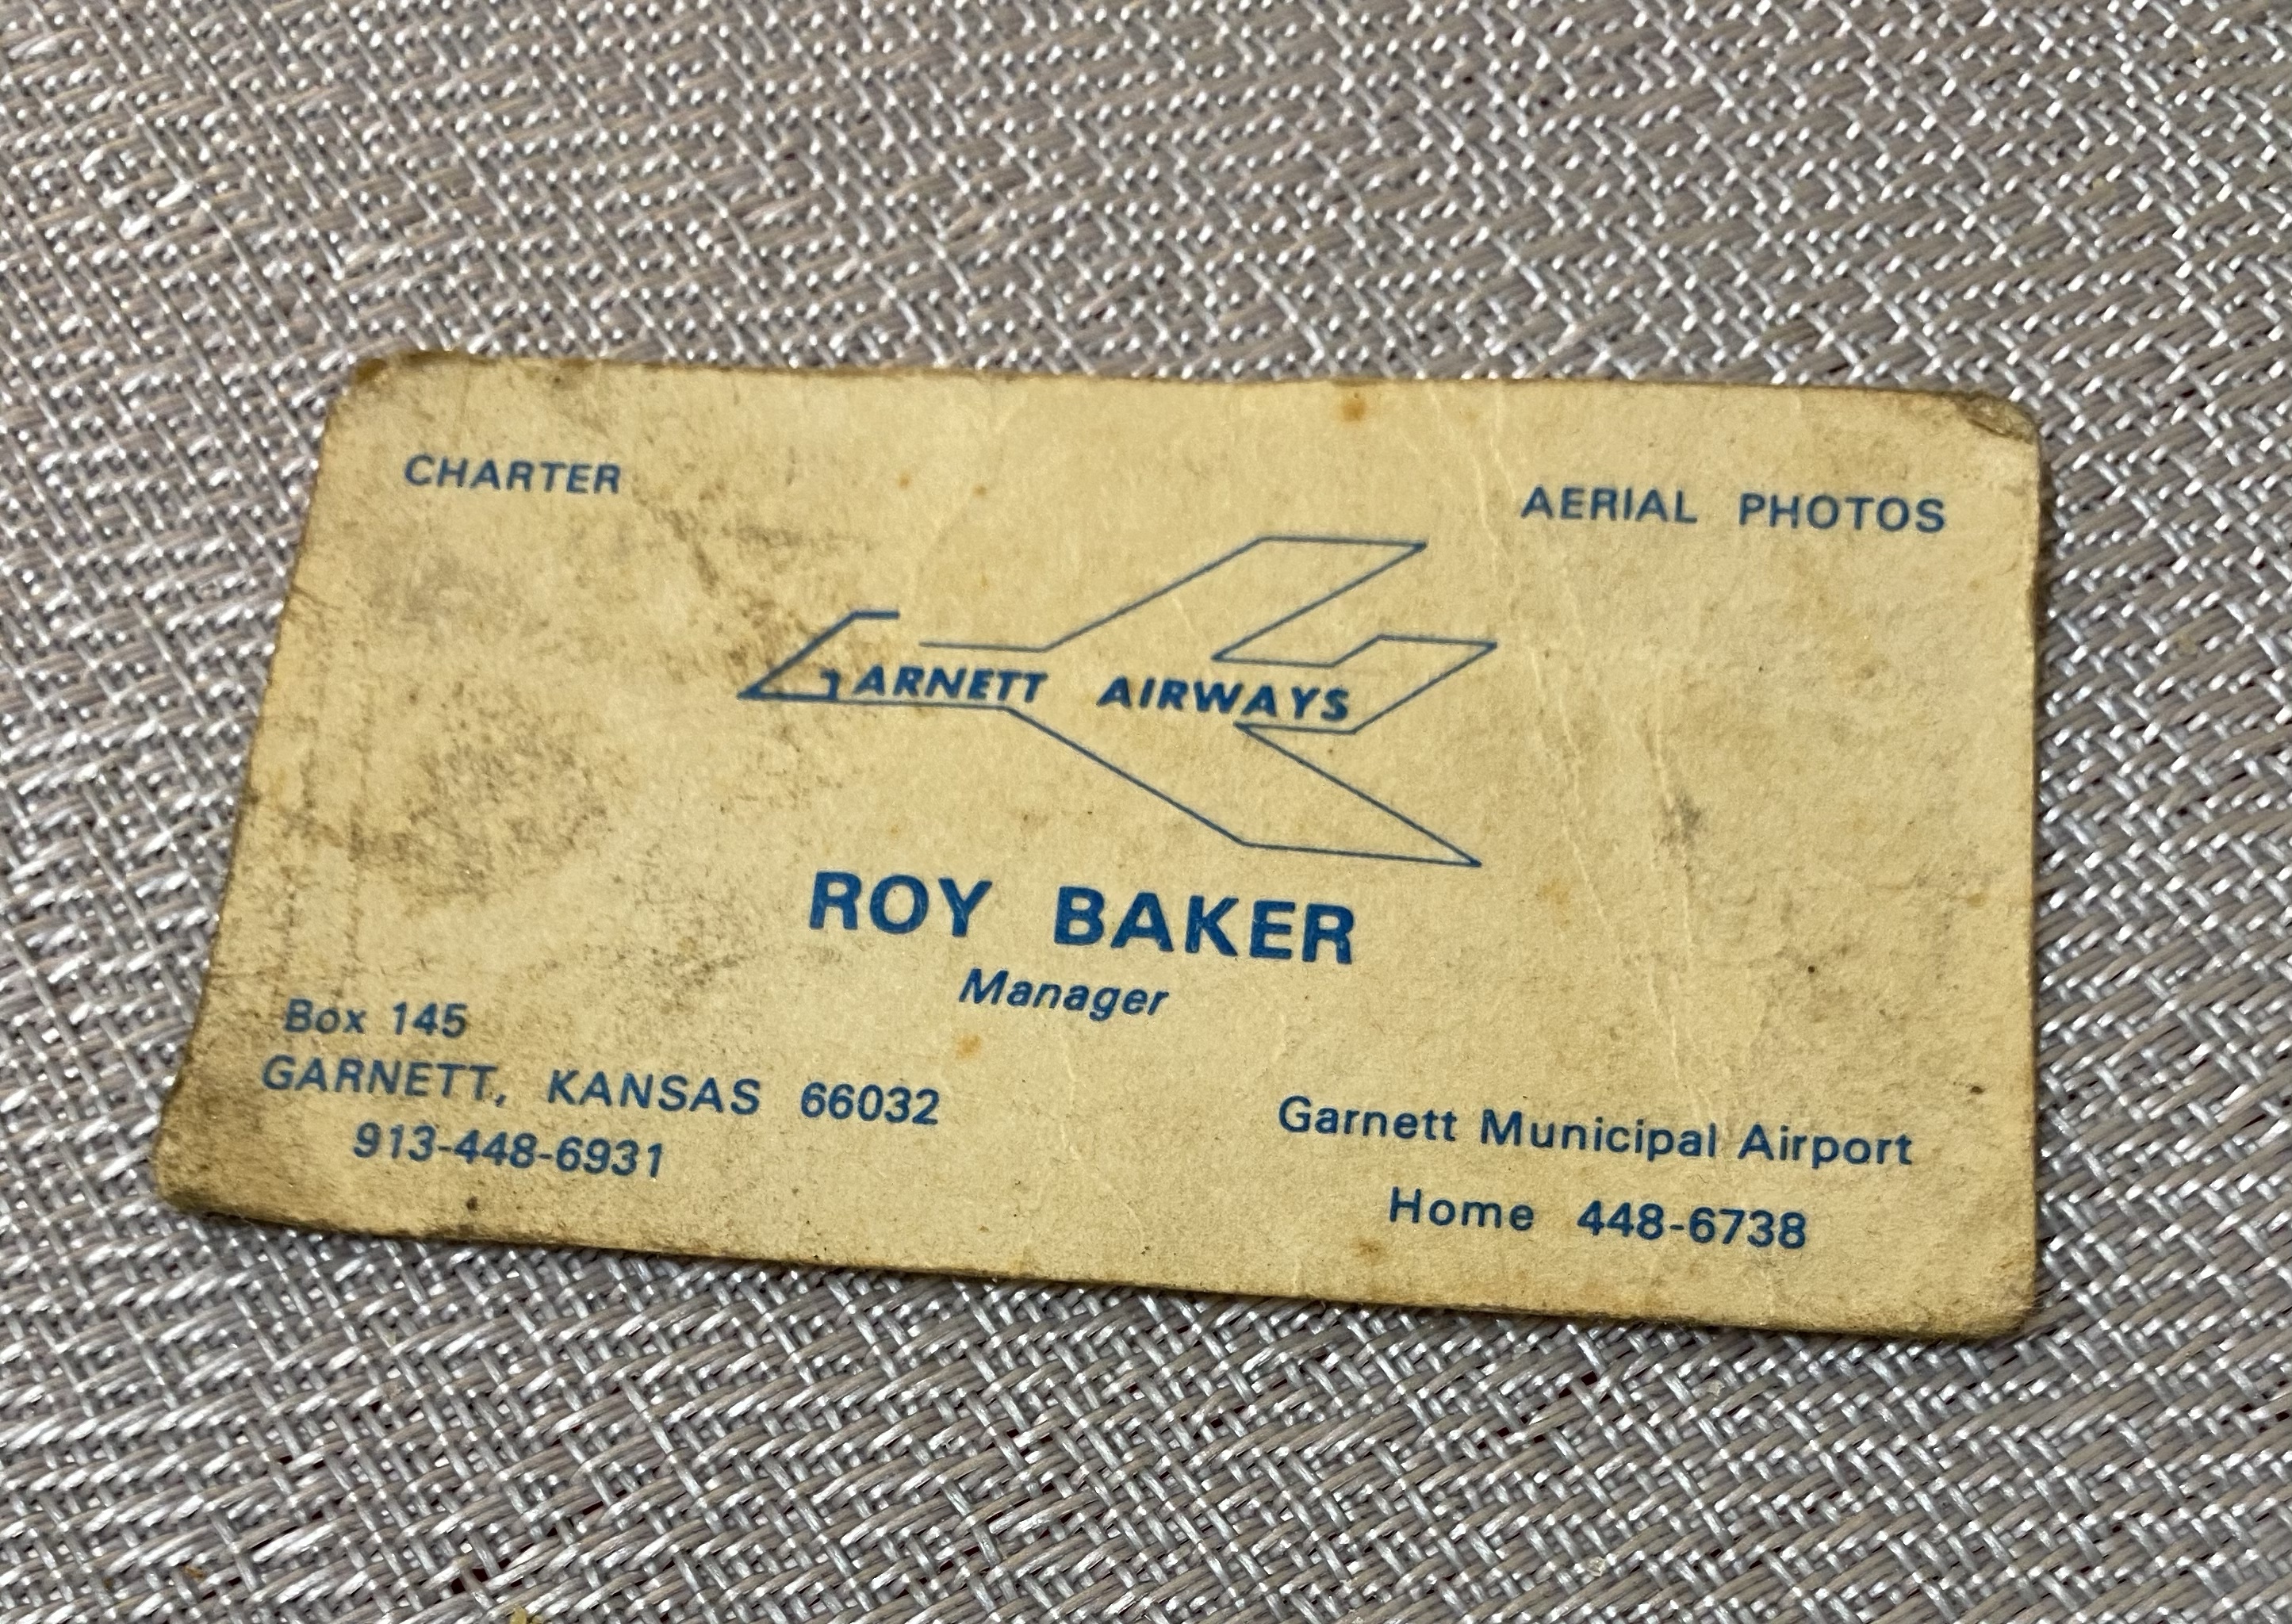 CHARTER
AERIAL PHOTOS
GARNETT AIRWAYS
ROY BAKER
Manager
Box 145
GARNETT, KANSAS 66032
913-448-6931
Garnett Municipal Airport
Home 448-6738